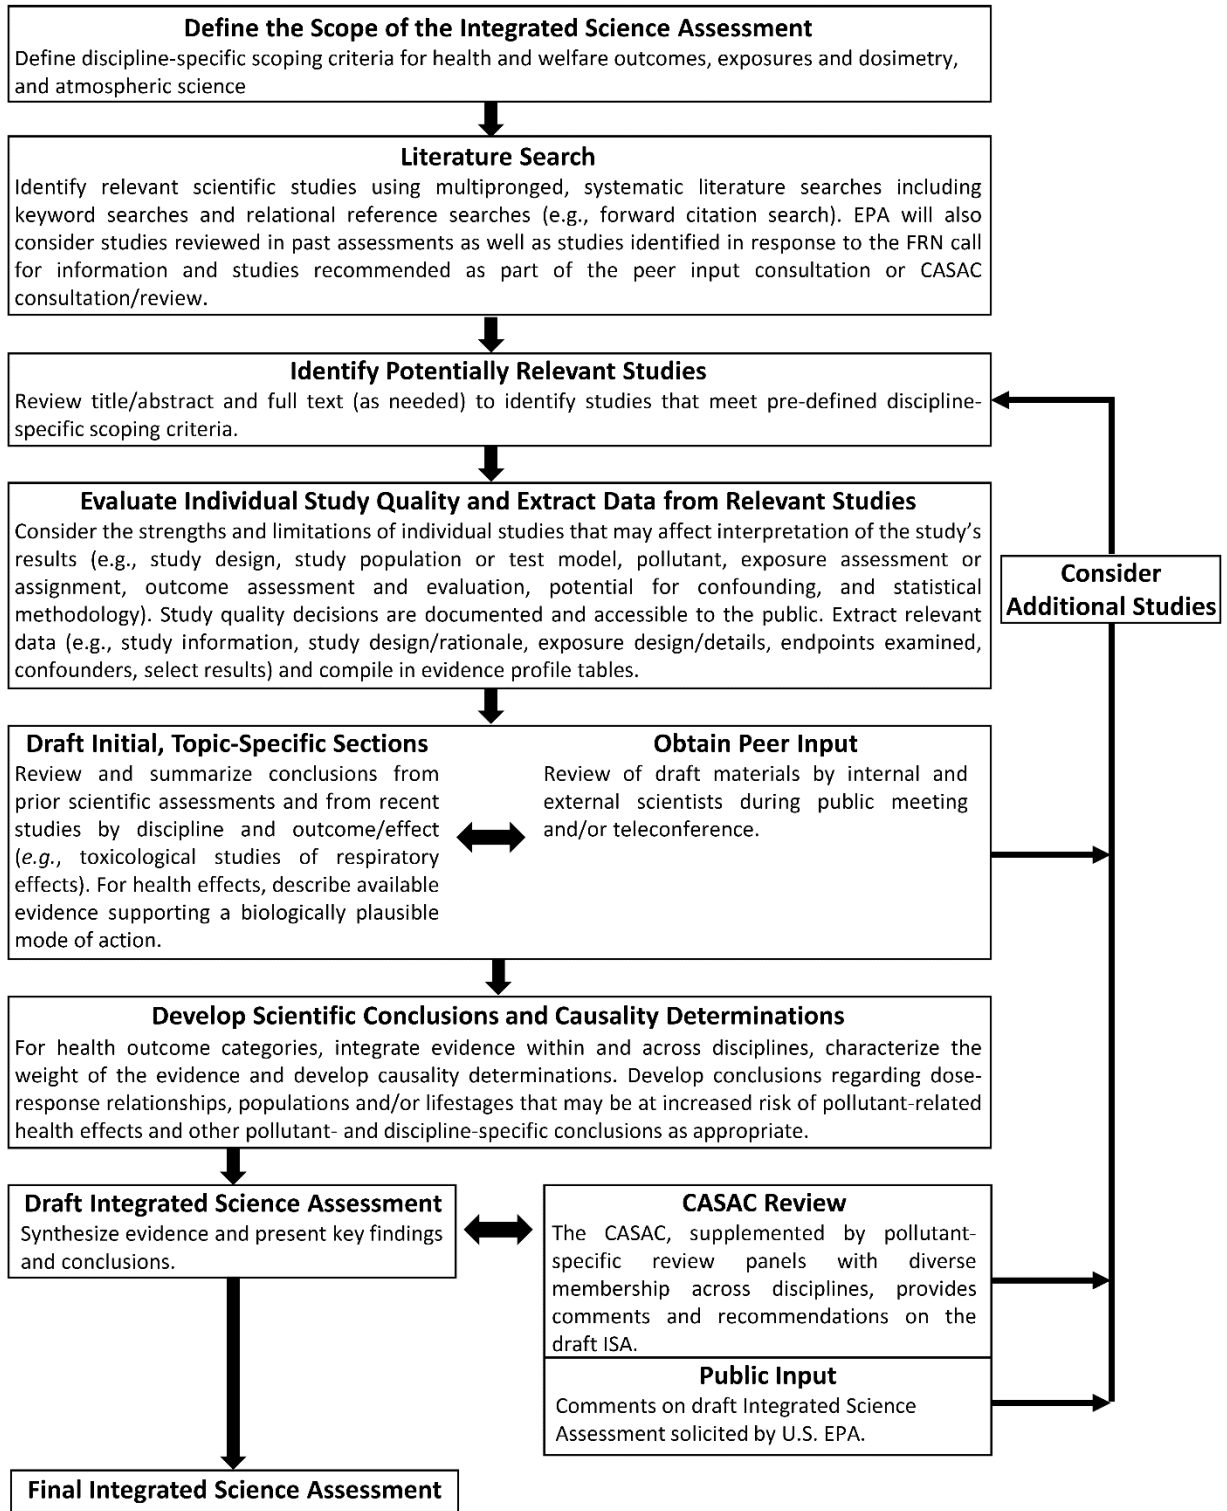 Define the Scope of the Integrated Science Assessment
Define discipline-specific scoping criteria for health and welfare outcomes, exposures and dosimetry,
and atmospheric science
Literature Search
Identify relevant scientific studies using multipronged, systematic literature searches including
keyword searches and relational reference searches (e.g., forward citation search). EPA will also
consider studies reviewed in past assessments as well as studies identified in response to the FRN call
for information and studies recommended as part of the peer input consultation or CASAC
consultation/review.
Identify Potentially Relevant Studies
Review title/abstract and full text (as needed) to identify studies that meet pre-defined discipline-
specific scoping criteria.
Evaluate Individual Study Quality and Extract Data from Relevant Studies
Consider the strengths and limitations of individual studies that may affect interpretation of the study's
results (e.g., study design, study population or test model, pollutant, exposure assessment or
assignment, outcome assessment and evaluation, potential for confounding, and statistical
methodology). Study quality decisions are documented and accessible to the public. Extract relevant
data (e.g., study information, study design/rationale, exposure design/details, endpoints examined,
confounders, select results) and compile in evidence profile tables.
Consider
Additional Studies
Draft Initial, Topic-Specific Sections
Review and summarize conclusions from
prior scientific assessments and from recent
studies by discipline and outcome/effect
(e.g., toxicological studies of respiratory
effects). For health effects, describe available
evidence supporting a biologically plausible
mode of action.
Obtain Peer Input
Review of draft materials by internal and
external scientists during public meeting
and/or teleconference.
Develop Scientific Conclusions and Causality Determinations
For health outcome categories, integrate evidence within and across disciplines, characterize the
weight of the evidence and develop causality determinations. Develop conclusions regarding dose-
response relationships, populations and/or lifestages that may be at increased risk of pollutant-related
health effects and other pollutant- and discipline-specific conclusions as appropriate.
Draft Integrated Science Assessment
Synthesize evidence and present key findings
and conclusions.
CASAC Review
The CASAC, supplemented by pollutant-
specific review panels with diverse
membership across disciplines, provides
comments and recommendations on the
draft ISA.
Public Input
Comments on draft Integrated Science
Assessment solicited by U.S. EPA.
Final Integrated Science Assessment